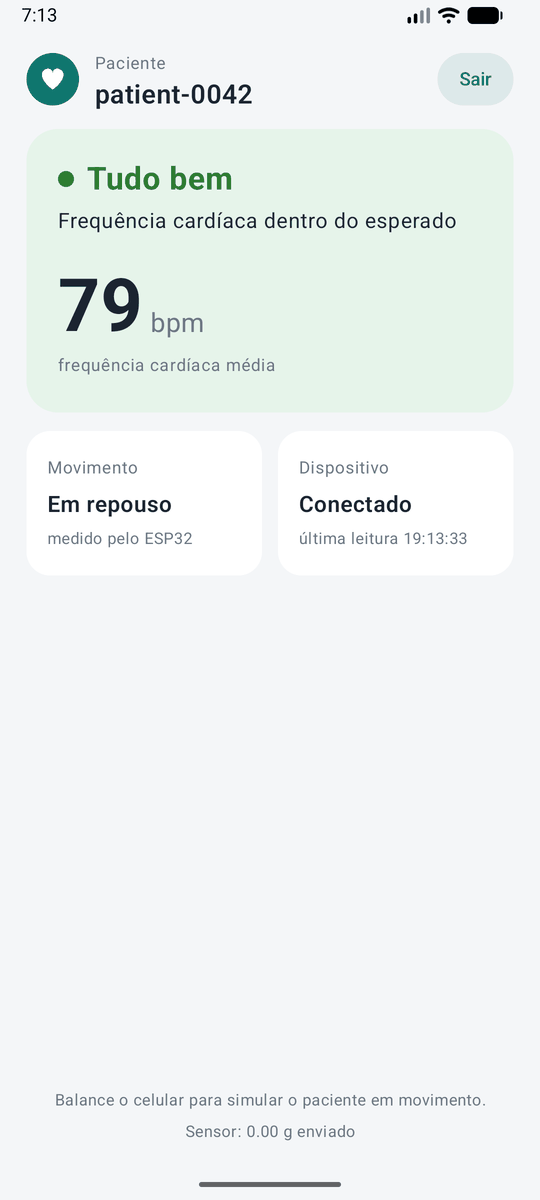 7:13
Paciente
patient-0042
Sair
Tudo bem
Frequência cardíaca dentro do esperado
79 bpm
frequência cardíaca média
Movimento
Em repouso
medido pelo ESP32
Dispositivo
Conectado
última leitura 19:13:33
Balance o celular para simular o paciente em movimento.
Sensor: 0.00 g enviado